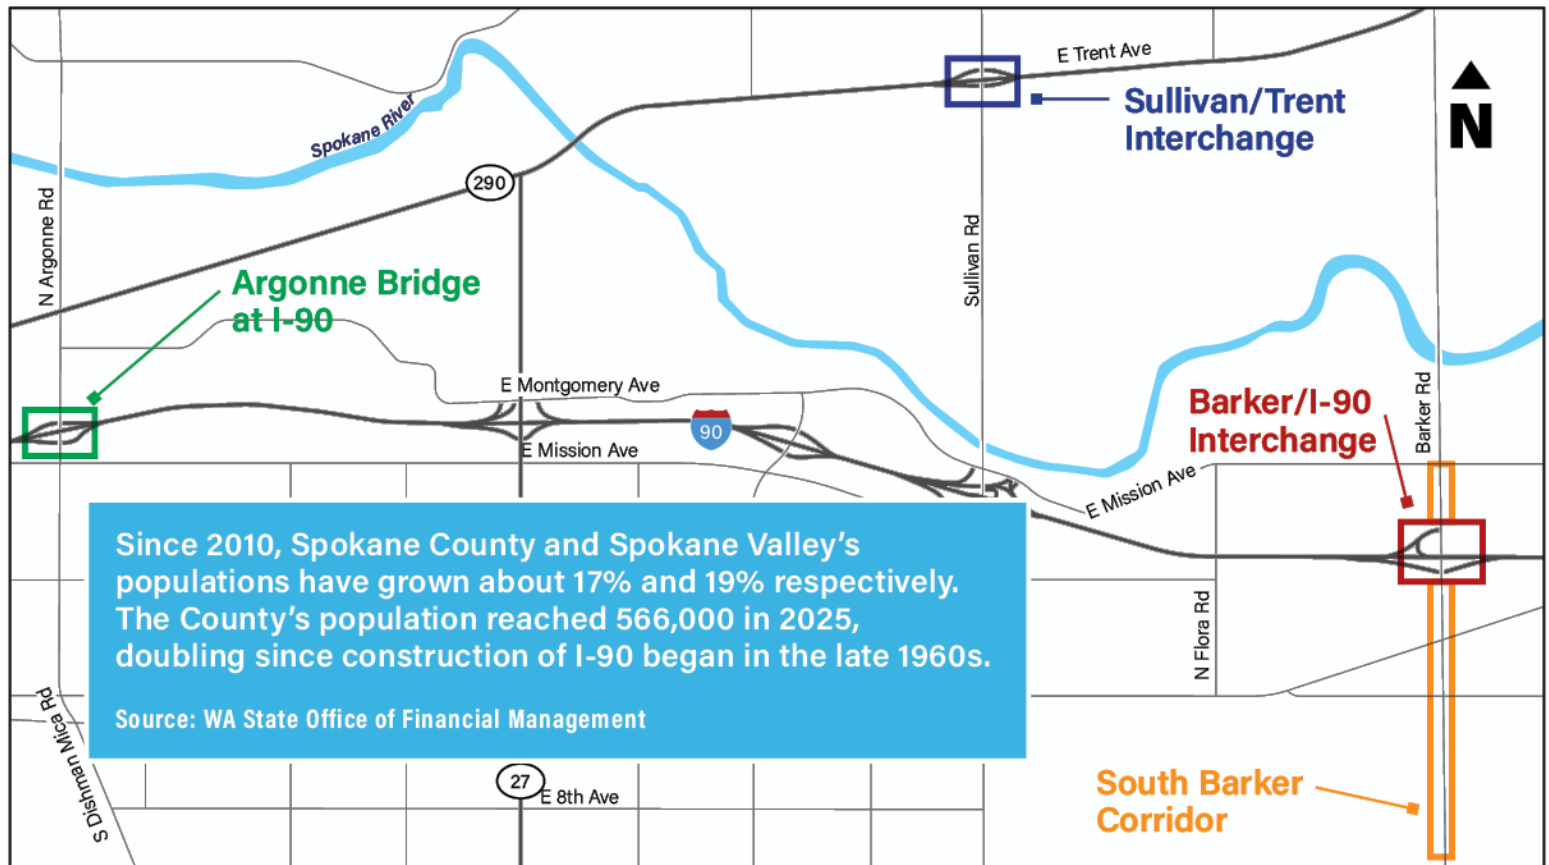 E Trent Ave
Sullivan/Trent
Interchange
N
Spokane River
290
N Argonne Rd
Sullivan Rd
Argonne Bridge
at I-90
E Montgomery Ave
90
E Mission Ave
Barker/I-90
Interchange
Barker Rd
E Mission Ave
N Flora Rd
Since 2010, Spokane County and Spokane Valley’s
populations have grown about 17% and 19% respectively.
The County’s population reached 566,000 in 2025,
doubling since construction of I-90 began in the late 1960s.
Source: WA State Office of Financial Management
S Dishman Mica Rd
27
E 8th Ave
South Barker
Corridor